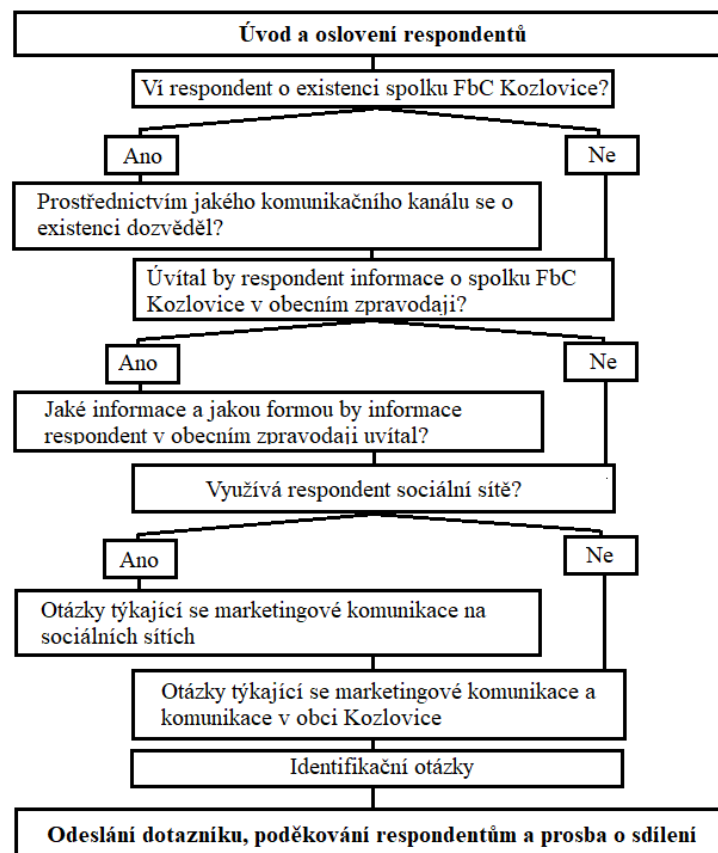 Úvod a oslovení respondentů
Ví respondent o existenci spolku FbC Kozlovice?
Ano
Ne
Prostřednictvím jakého komunikačního kanálu se o
existenci dozvěděl?
Úvítal by respondent informace o spolku FbC
Kozlovice v obecním zpravodaji?
Ano
Ne
Jaké informace a jakou formou by informace
respondent v obecním zpravodaji uvítal?
Využívá respondent sociální sítě?
Ano
Ne
Otázky týkající se marketingové komunikace na
sociálních sítích
Otázky týkající se marketingové komunikace a
komunikace v obci Kozlovice
Identifikační otázky
Odeslání dotazníku, poděkování respondentům a prosba o sdílení